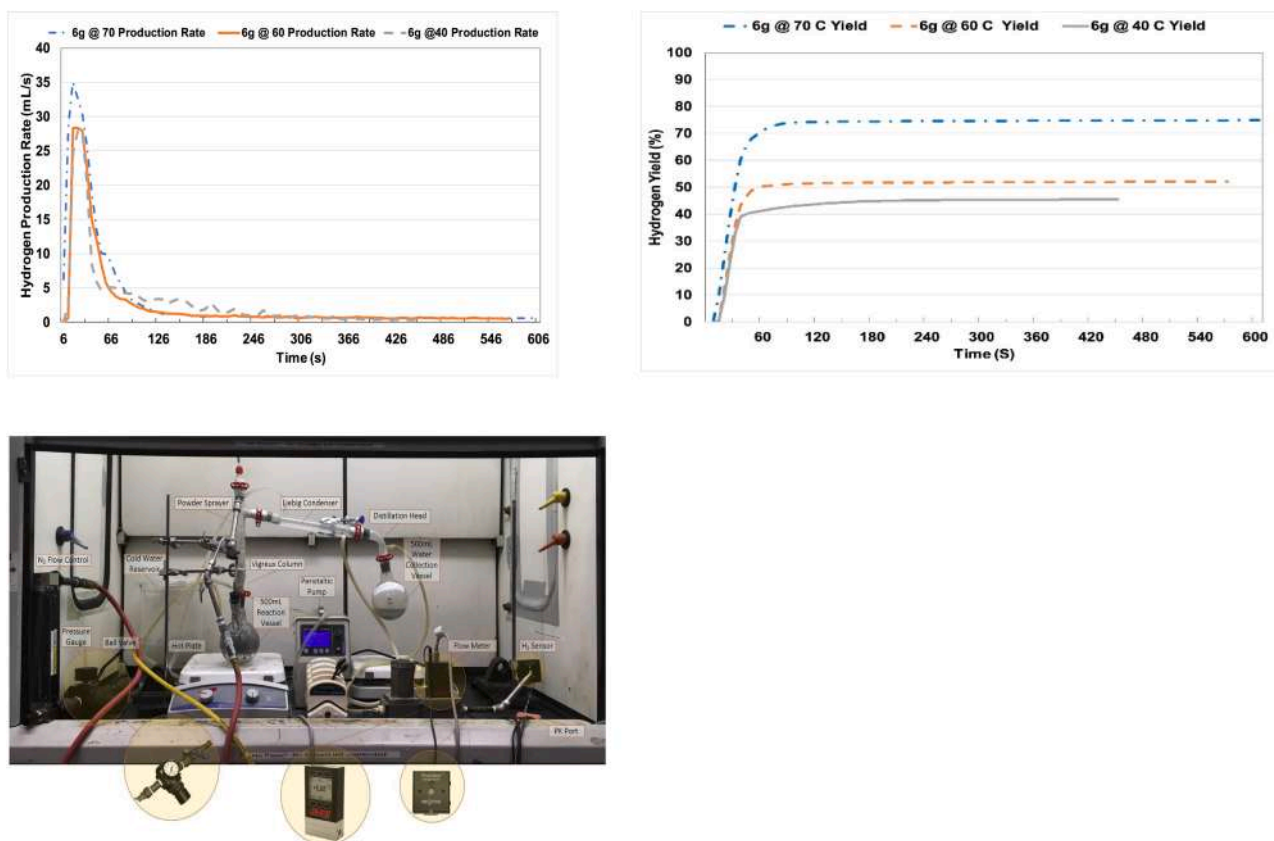 6g @ 70 Production Rate 6g @ 60 Production Rate 6g @40 Production Rate
Hydrogen Production Rate (mL/s)
40
35
30
25
20
15
10
5
0
6 66 126 186 246 306 366 426 486 546 606
Time (s)
6g @ 70 C Yield 6g @ 60 C Yield 6g @ 40 C Yield
Hydrogen Yield (%)
100
90
80
70
60
50
40
30
20
10
0
60 120 180 240 300 360 420 480 540 600
Time (S)
Powder Sprayer
Liebig Condenser
Distillation Head
N₂ Flow Control
Cold Water
Reservoir
Vigreux Column
500mL
Water
Collection
Vessel
Peristaltic
Pump
500mL
Reaction
Vessel
Pressure
Gauge
Ball Valve
Hot Plate
Flow Meter
H₂ Sensor